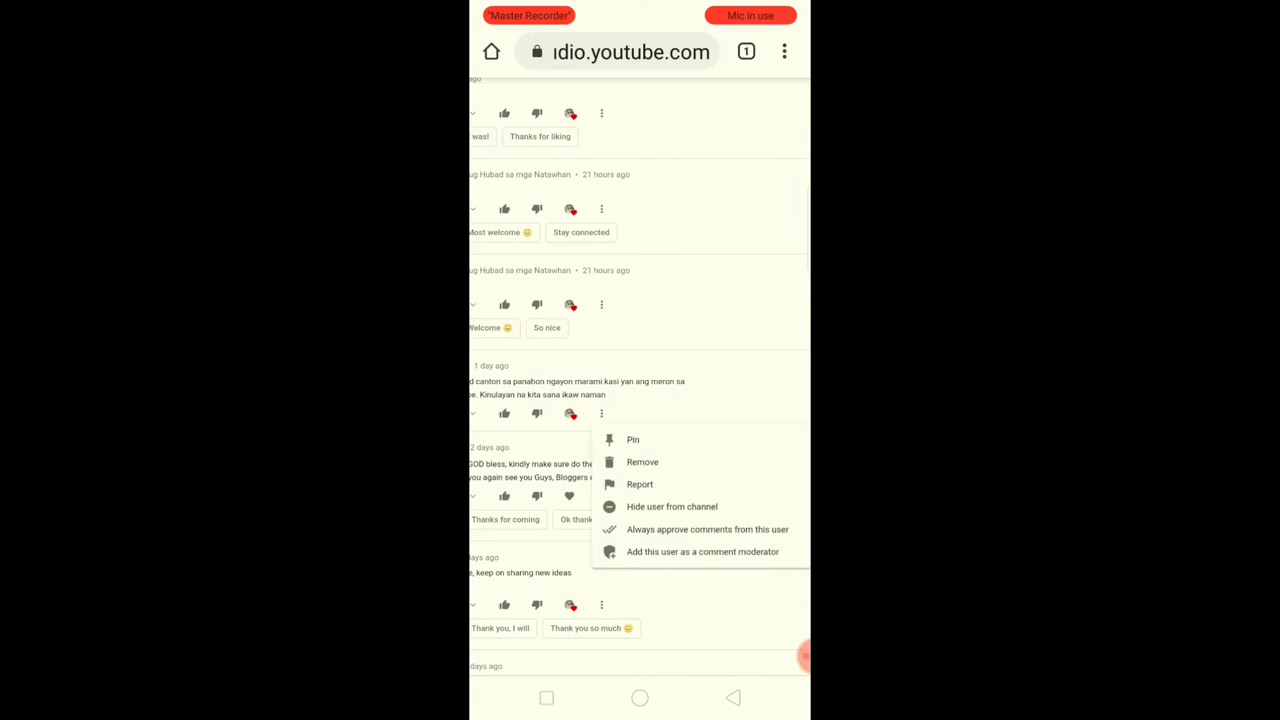 "Master Recorder"
Mic in use
dio.youtube.com
1
ago
was!
Thanks for liking
ug Hubad sa mga Natawhan • 21 hours ago
Most welcome 😊
Stay connected
ug Hubad sa mga Natawhan • 21 hours ago
Welcome 😊
So nice
1 day ago
d canton sa panahon ngayon marami kasi yan ang meron sa
e. Kinulayan na kita sana ikaw naman
Pin
2 days ago
Remove
GOD bless, kindly make sure do the
you again see you Guys, Bloggers
Report
Hide user from channel
Thanks for coming
Ok thank
Always approve comments from this user
Add this user as a comment moderator
days ago
e, keep on sharing new ideas
Thank you, I will
Thank you so much 😊
days ago